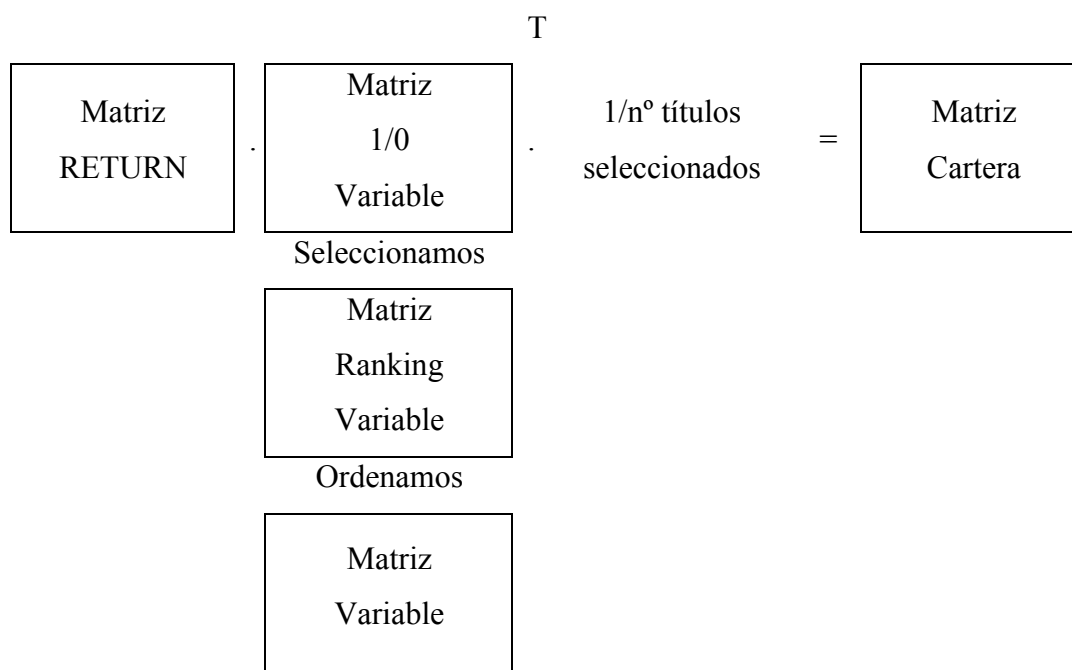 T
Matriz
RETURN
.
Matriz
1/0
Variable
.
1/nº títulos
seleccionados
=
Matriz
Cartera
Seleccionamos
Matriz
Ranking
Variable
Ordenamos
Matriz
Variable